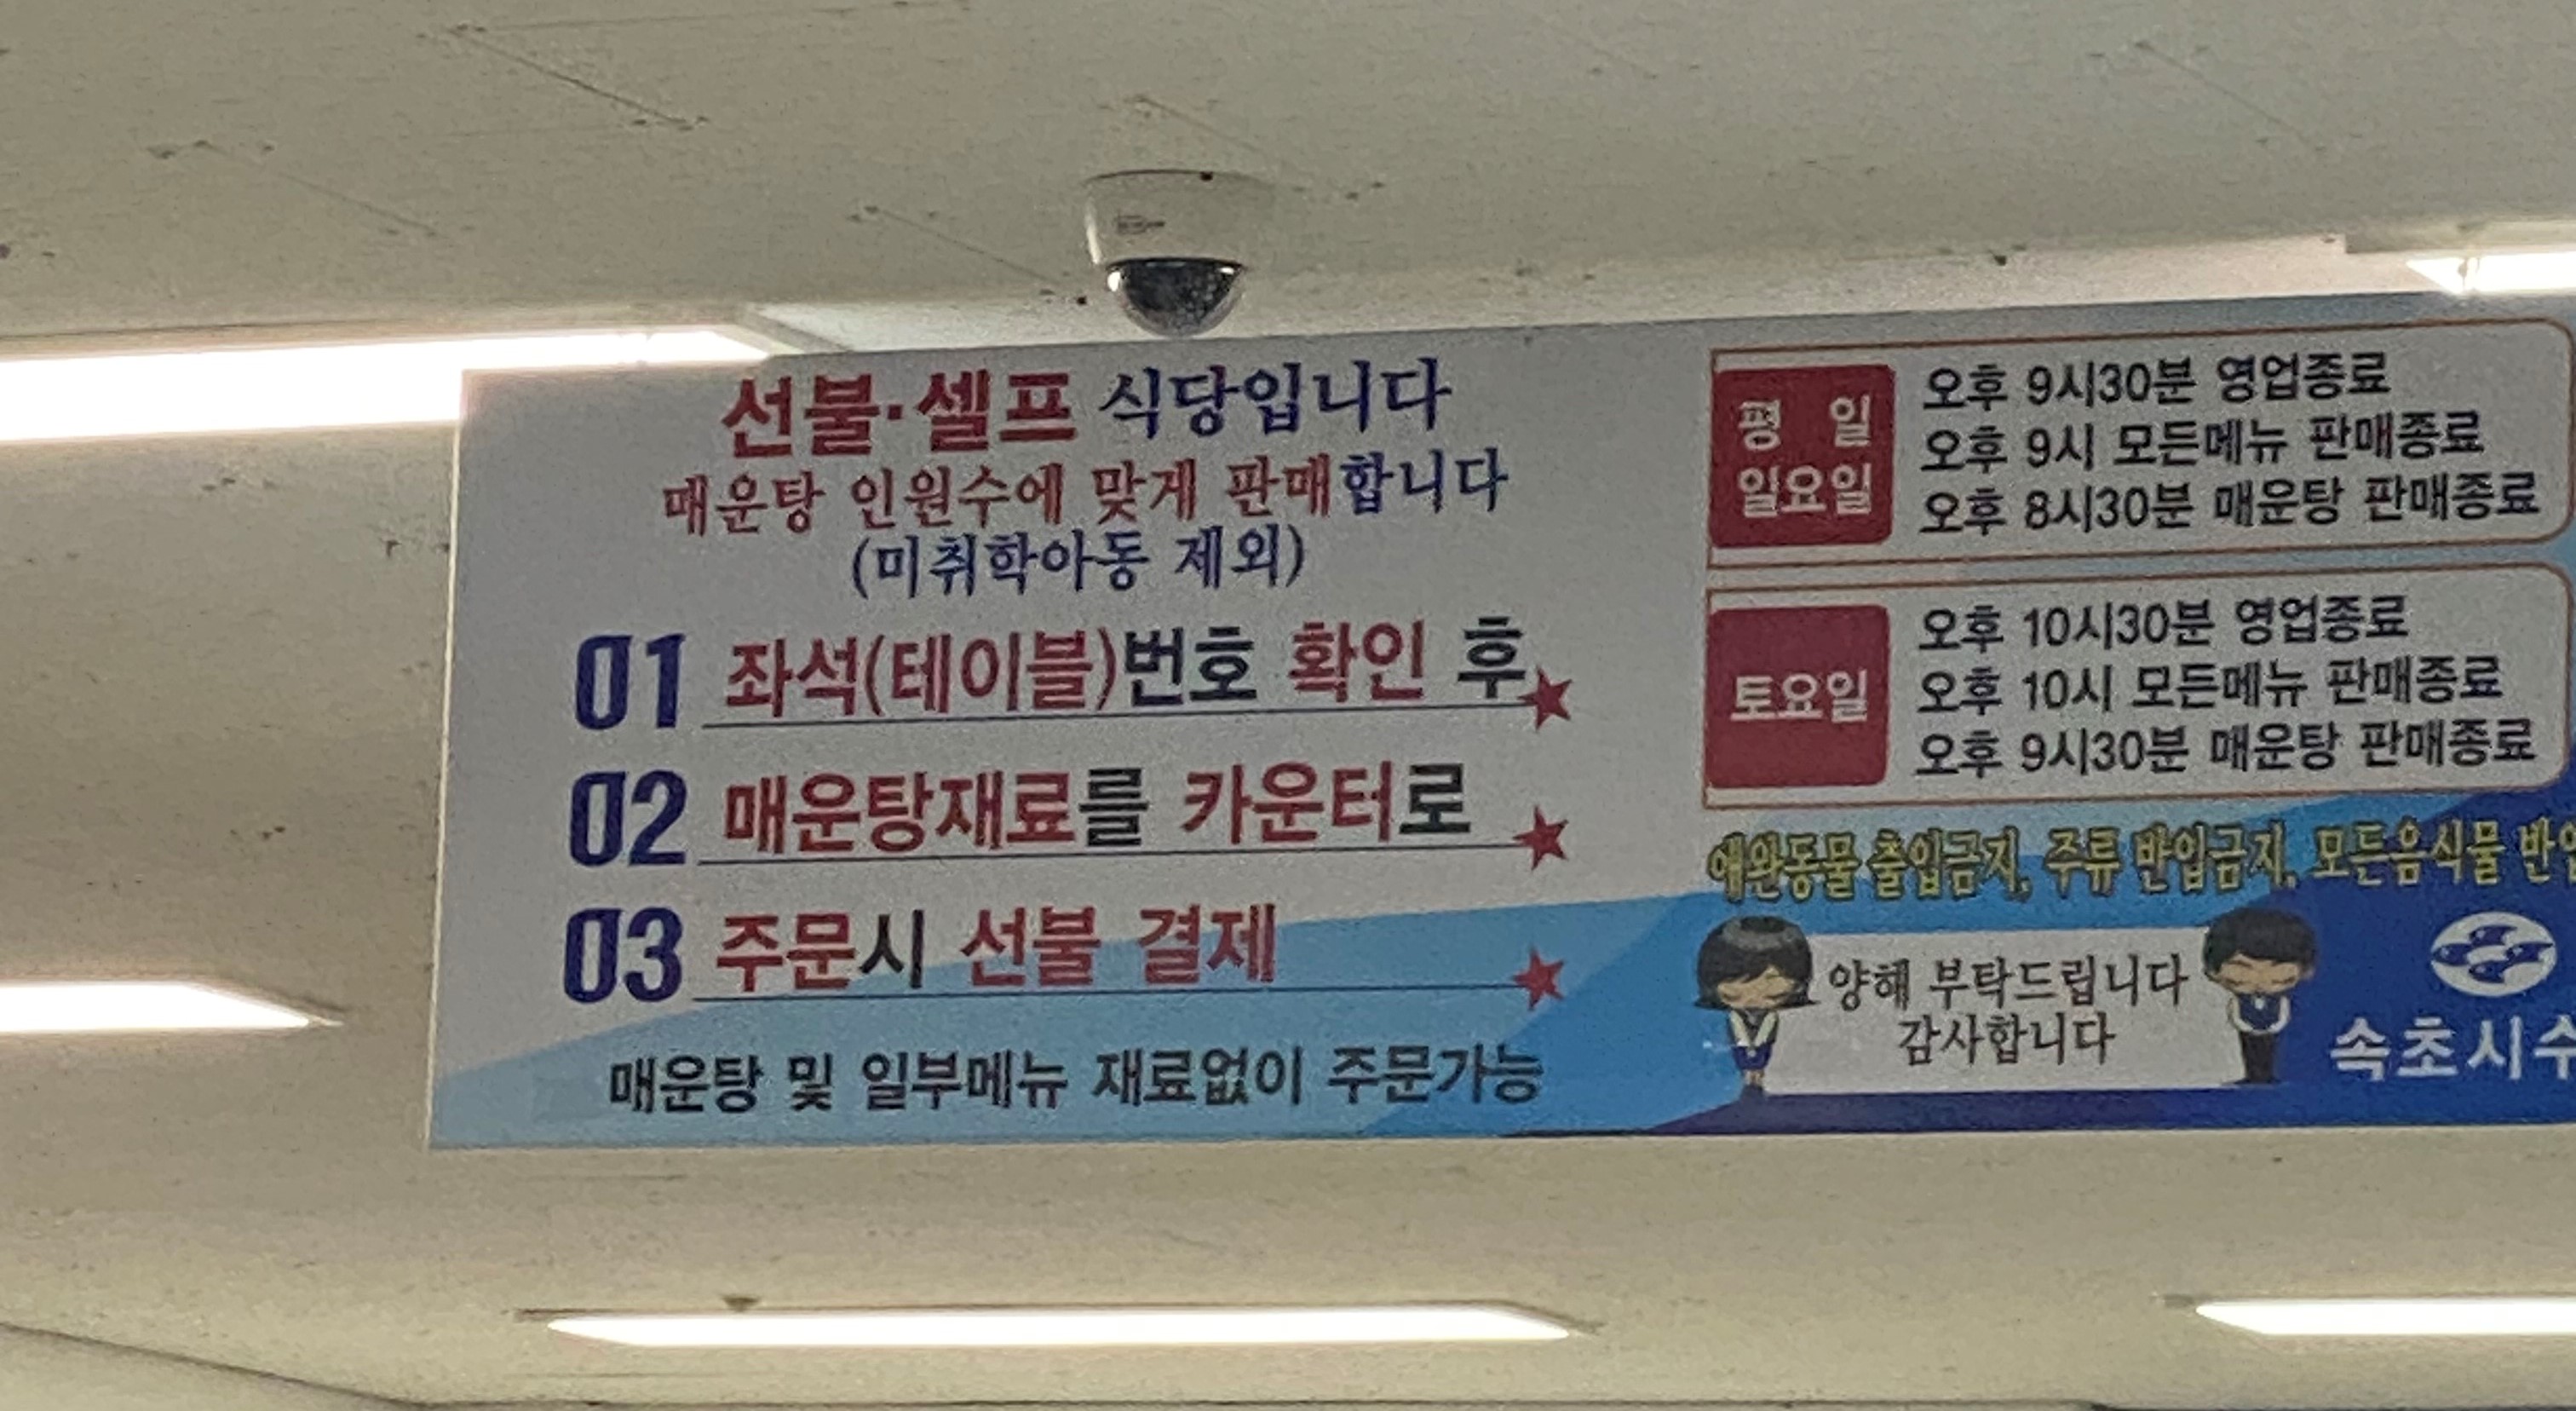 선불·셀프 식당입니다
매운탕 인원수에 맞게 판매합니다
(미취학아동 제외)
01 좌석(테이블)번호 확인 후
02 매운탕재료를 카운터로
03 주문시 선불 결제
매운탕 및 일부메뉴 재료없이 주문가능
평 일
일요일
오후 9시30분 영업종료
오후 9시 모든메뉴 판매종료
오후 8시30분 매운탕 판매종료
토요일
오후 10시30분 영업종료
오후 10시 모든메뉴 판매종료
오후 9시30분 매운탕 판매종료
애완동물 출입금지, 주류 반입금지, 모든음식물
양해 부탁드립니다
감사합니다
속초시수